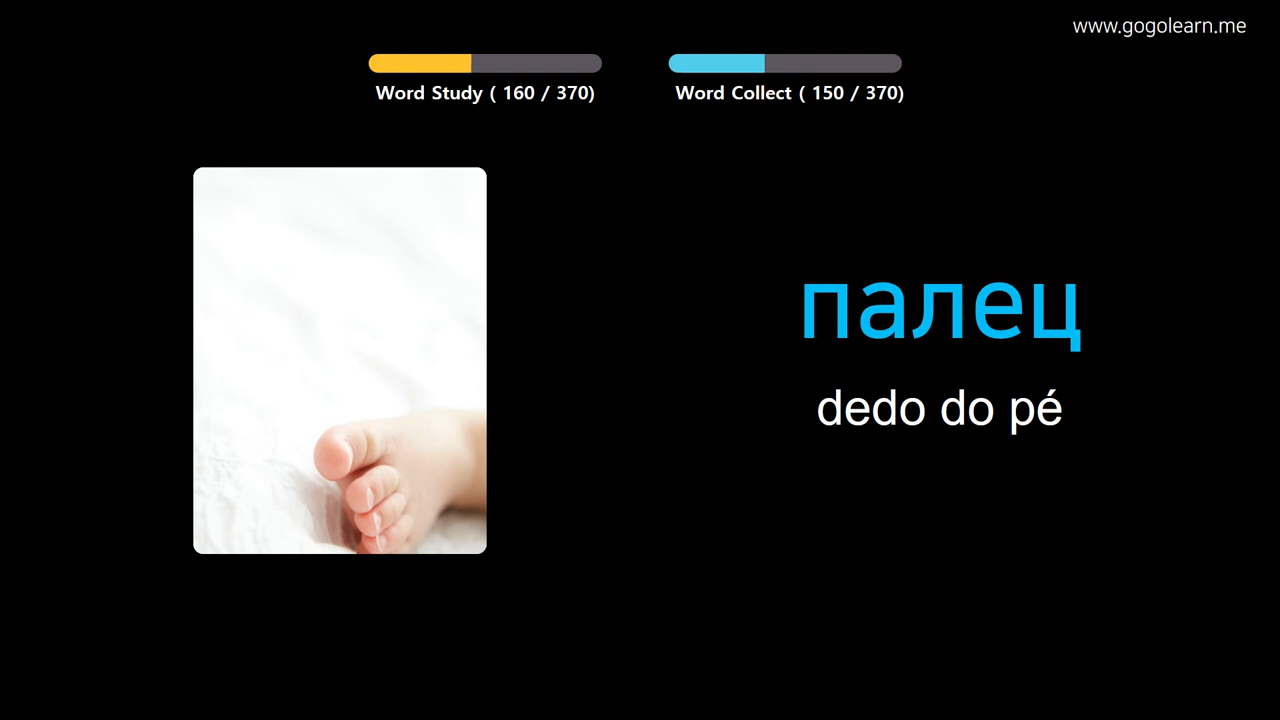 www.gogolearn.me
Word Study ( 160 / 370)
Word Collect ( 150 / 370)
палец
dedo do pé